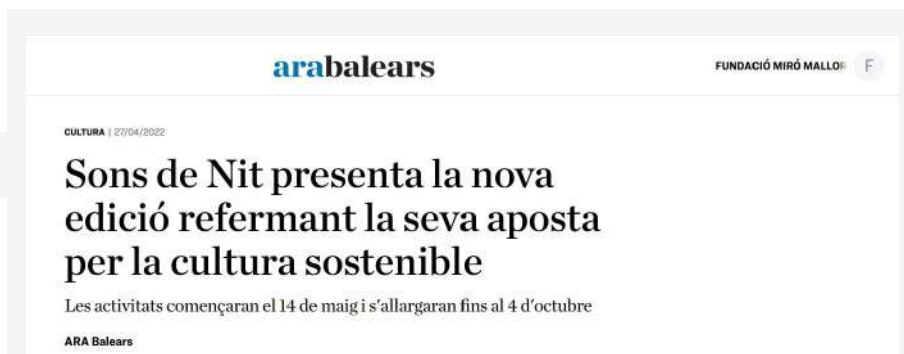 arabalears
FUNDACIÓ MIRÓ MALLOR
F
CULTURA | 27/04/2022
Sons de Nit presenta la nova
edició refermant la seva aposta
per la cultura sostenible
Les activitats començaran el 14 de maig i s'allargaran fins al 4 d'octubre
ARA Balears